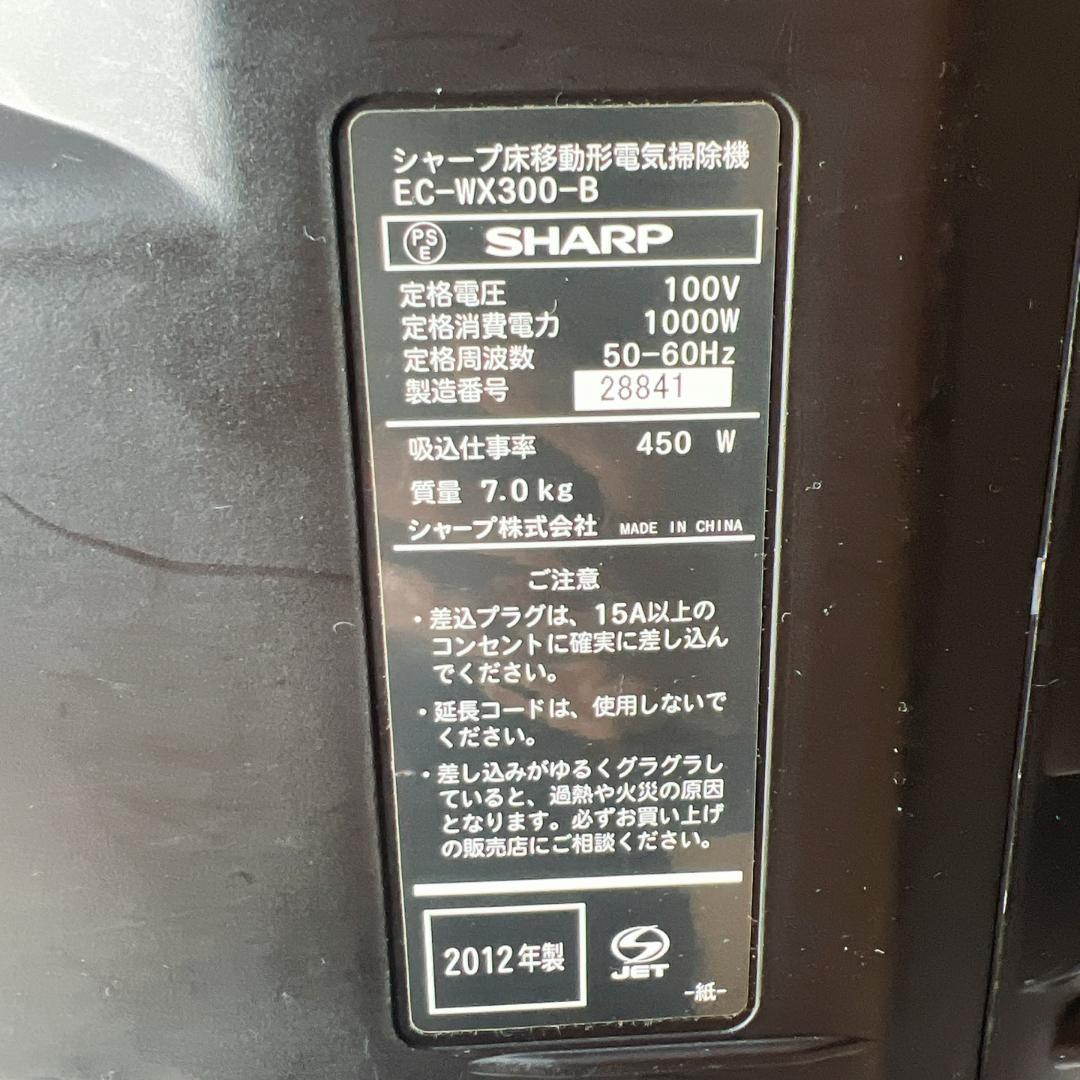 シャープ床移動形電気掃除機
EC-WX300-B
PS E SHARP
定格電圧 100V
定格消費電力 1000W
定格周波数 50-60Hz
製造番号 28841
吸込仕事率 450 W
質量 7.0kg
シャープ株式会社 MADE IN CHINA
ご注意
・差込プラグは、15A以上の
コンセントに確実に差し込ん
でください。
・延長コードは、使用しないで
ください。
・差し込みがゆるくグラグラし
ていると、過熱や火災の原因
となります。必ずお買い上げ
の販売店にご相談ください。
2012年製 S JET
-紙-